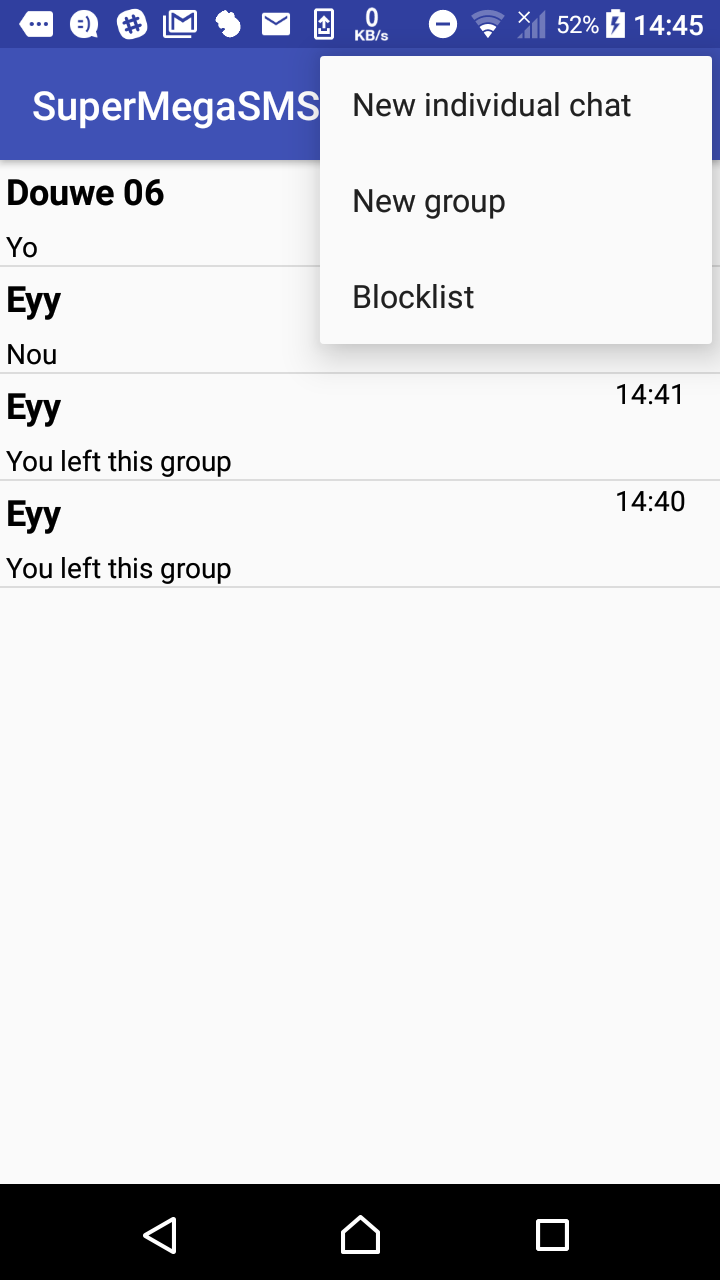 0
KB/s
52%
14:45
SuperMegaSMS
New individual chat
New group
Blocklist
Douwe 06
Yo
Eyy
Nou
Eyy
14:41
You left this group
Eyy
14:40
You left this group